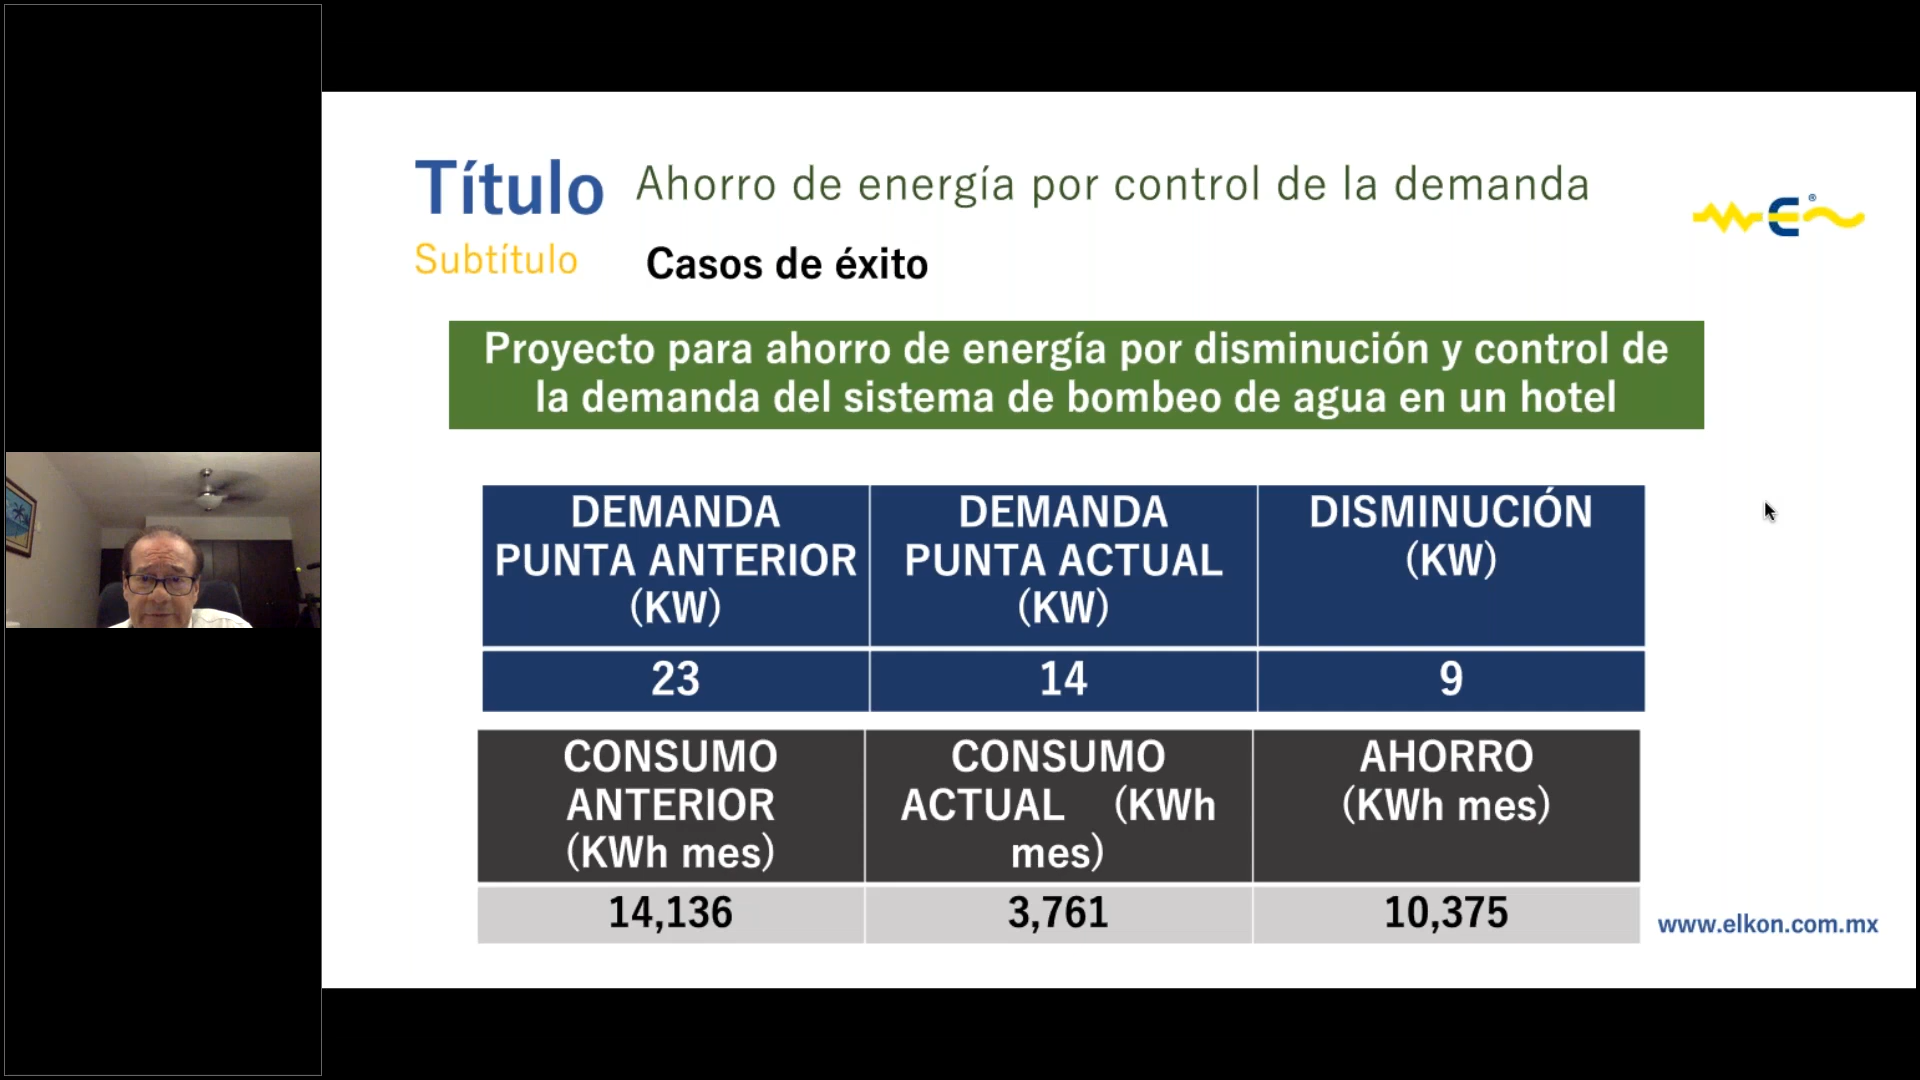 Título Ahorro de energía por control de la demanda
Subtítulo Casos de éxito
Proyecto para ahorro de energía por disminución y control de
la demanda del sistema de bombeo de agua en un hotel
DEMANDA
PUNTA ANTERIOR
(KW)
DEMANDA
PUNTA ACTUAL
(KW)
DISMINUCIÓN
(KW)
23
14
9
CONSUMO
ANTERIOR
(KWh mes)
CONSUMO
ACTUAL (KWh
mes)
AHORRO
(KWh mes)
14,136
3,761
10,375
E®
www.elkon.com.mx